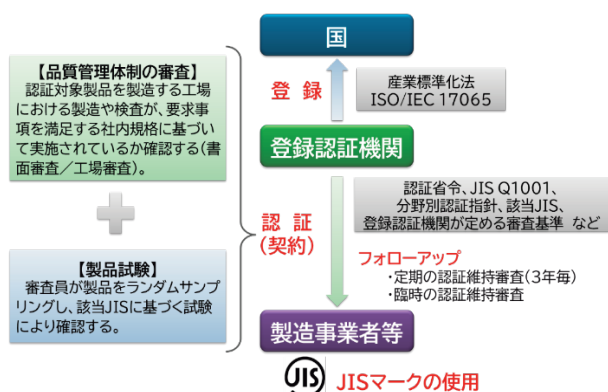 国
【品質管理体制の審査】
認証対象製品を製造する工場
における製造や検査が、要求事
項を満足する社内規格に基づい
て実施されているか確認する(書
面審査/工場審査)。
登録
産業標準化法
ISO/IEC 17065
登録認証機関
認証
(契約)
認証省令、JIS Q1001、
分野別認証指針、該当JIS、
登録認証機関が定める審査基準 など
【製品試験】
審査員が製品をランダムサンプ
リングし、該当JISに基づく試験
により確認する。
フォローアップ
・定期の認証維持審査(3年毎)
・臨時の認証維持審査
製造事業者等
JIS
JISマークの使用